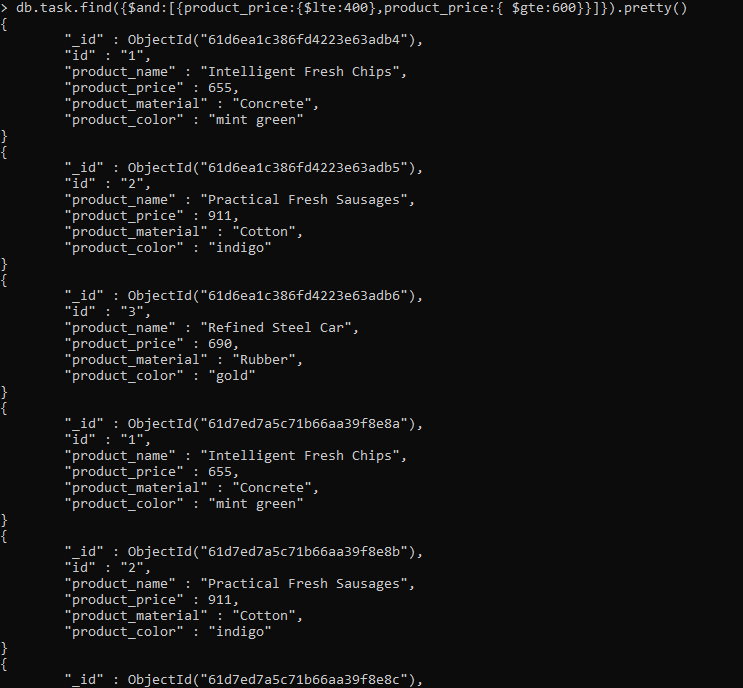 > db.task.find({$and:[{product_price:{$lte:400},product_price:{ $gte:600}}]}).pretty()
{
"_id" : ObjectId("61d6ea1c386fd4223e63adb4"),
"id" : "1",
"product_name" : "Intelligent Fresh Chips",
"product_price" : 655,
"product_material" : "Concrete",
"product_color" : "mint green"
}
{
"_id" : ObjectId("61d6ea1c386fd4223e63adb5"),
"id" : "2",
"product_name" : "Practical Fresh Sausages",
"product_price" : 911,
"product_material" : "Cotton",
"product_color" : "indigo"
}
{
"_id" : ObjectId("61d6ea1c386fd4223e63adb6"),
"id" : "3",
"product_name" : "Refined Steel Car",
"product_price" : 690,
"product_material" : "Rubber",
"product_color" : "gold"
}
{
"_id" : ObjectId("61d7ed7a5c71b66aa39f8e8a"),
"id" : "1",
"product_name" : "Intelligent Fresh Chips",
"product_price" : 655,
"product_material" : "Concrete",
"product_color" : "mint green"
}
{
"_id" : ObjectId("61d7ed7a5c71b66aa39f8e8b"),
"id" : "2",
"product_name" : "Practical Fresh Sausages",
"product_price" : 911,
"product_material" : "Cotton",
"product_color" : "indigo"
}
{
"_id" : ObjectId("61d7ed7a5c71b66aa39f8e8c"),